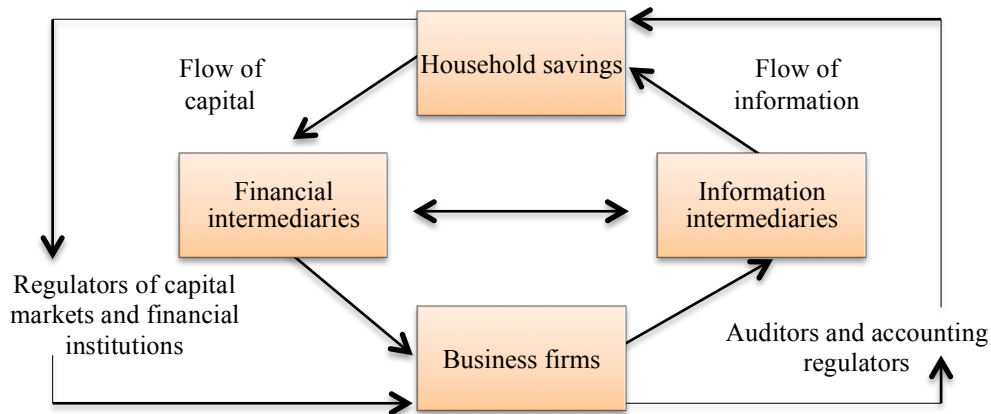 Household savings
Flow of
capital
Flow of
information
Financial
intermediaries
Information
intermediaries
Regulators of capital
markets and financial
institutions
Business firms
Auditors and accounting
regulators